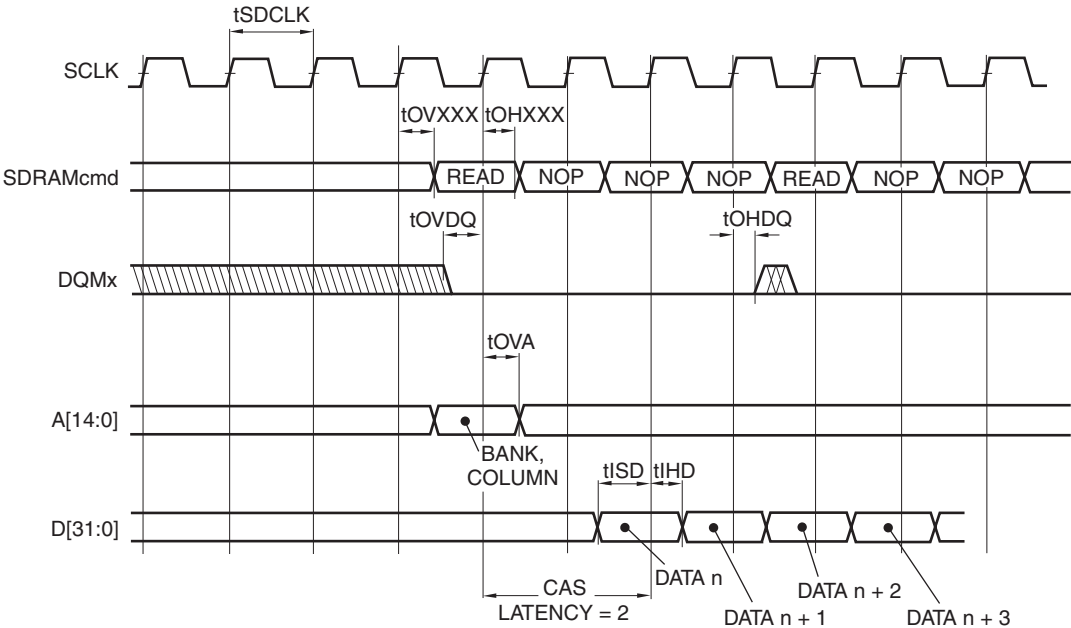 tSDCLK
SCLK
tOVXXX tOHXXX
SDRAMcmd READ NOP NOP NOP READ NOP NOP
tOVDQ tOHDQ
DQMx
tOVA
A[14:0]
BANK,
COLUMN
tISD tIHD
D[31:0]
DATA n
CAS
LATENCY = 2
DATA n + 2
DATA n + 1 DATA n + 3